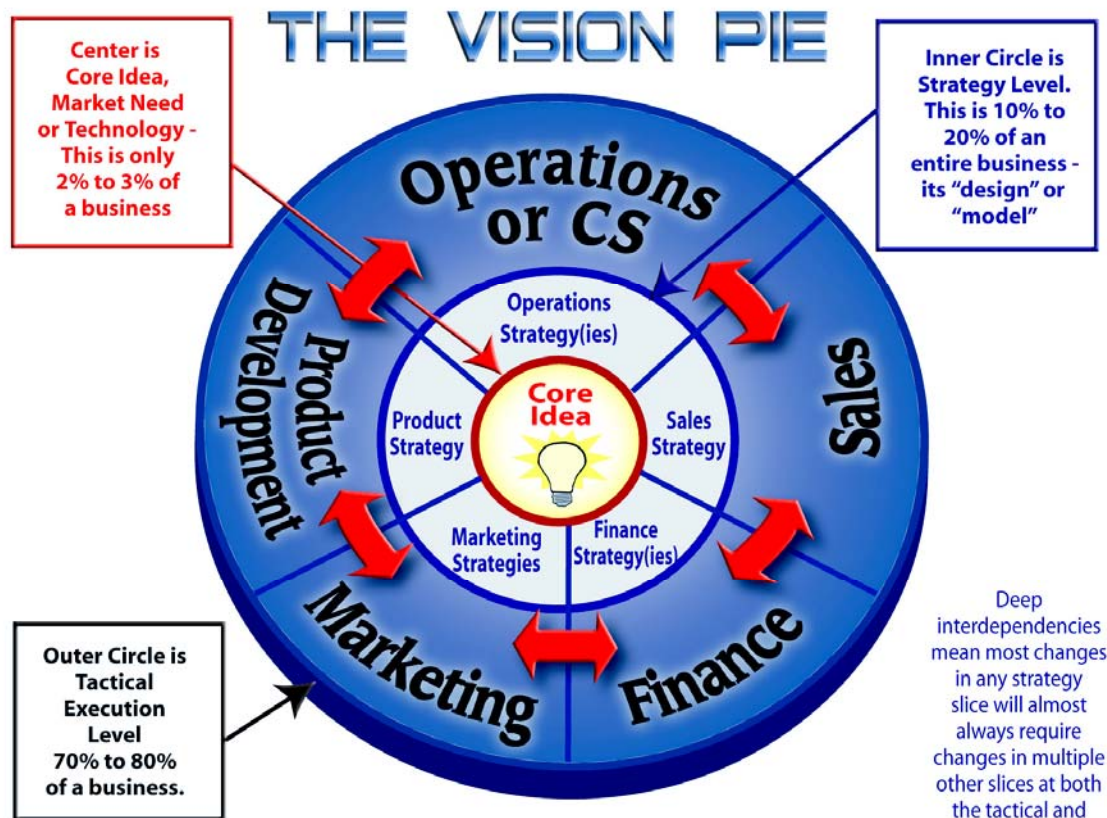 THE VISION PIE
Center is
Core Idea,
Market Need
or Technology -
This is only
2% to 3% of
a business
Inner Circle is
Strategy Level.
This is 10% to
20% of an
entire business -
its “design” or
“model”
Operations
or CS
Product
Development
Sales
Marketing
Finance
Operations
Strategy(ies)
Product
Strategy
Core
Idea
Sales
Strategy
Marketing
Strategies
Finance
Strategy(ies)
Outer Circle is
Tactical
Execution
Level
70% to 80%
of a business.
Deep
interdependencies
mean most changes
in any strategy
slice will almost
always require
changes in multiple
other slices at both
the tactical and